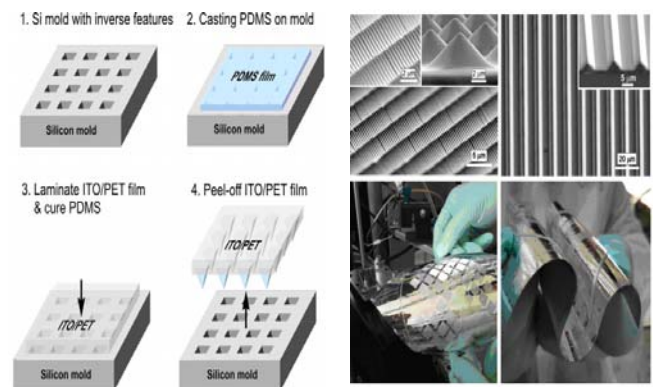 1. Si mold with inverse features
2. Casting PDMS on mold
PDMS film
Silicon mold
Silicon mold
3. Laminate ITO/PET film
& cure PDMS
4. Peel-off ITO/PET film
ITO/PET
ITO/PET
Silicon mold
Silicon mold
5 µm
5 µm
20 µm